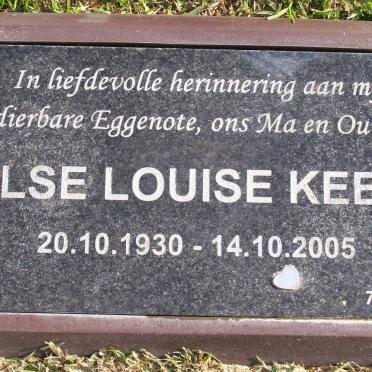 In liefdevolle herinnering aan my
dierbare Eggenote, ons Ma en Ou
LSE LOUISE KEE
20.10.1930 - 14.10.2005